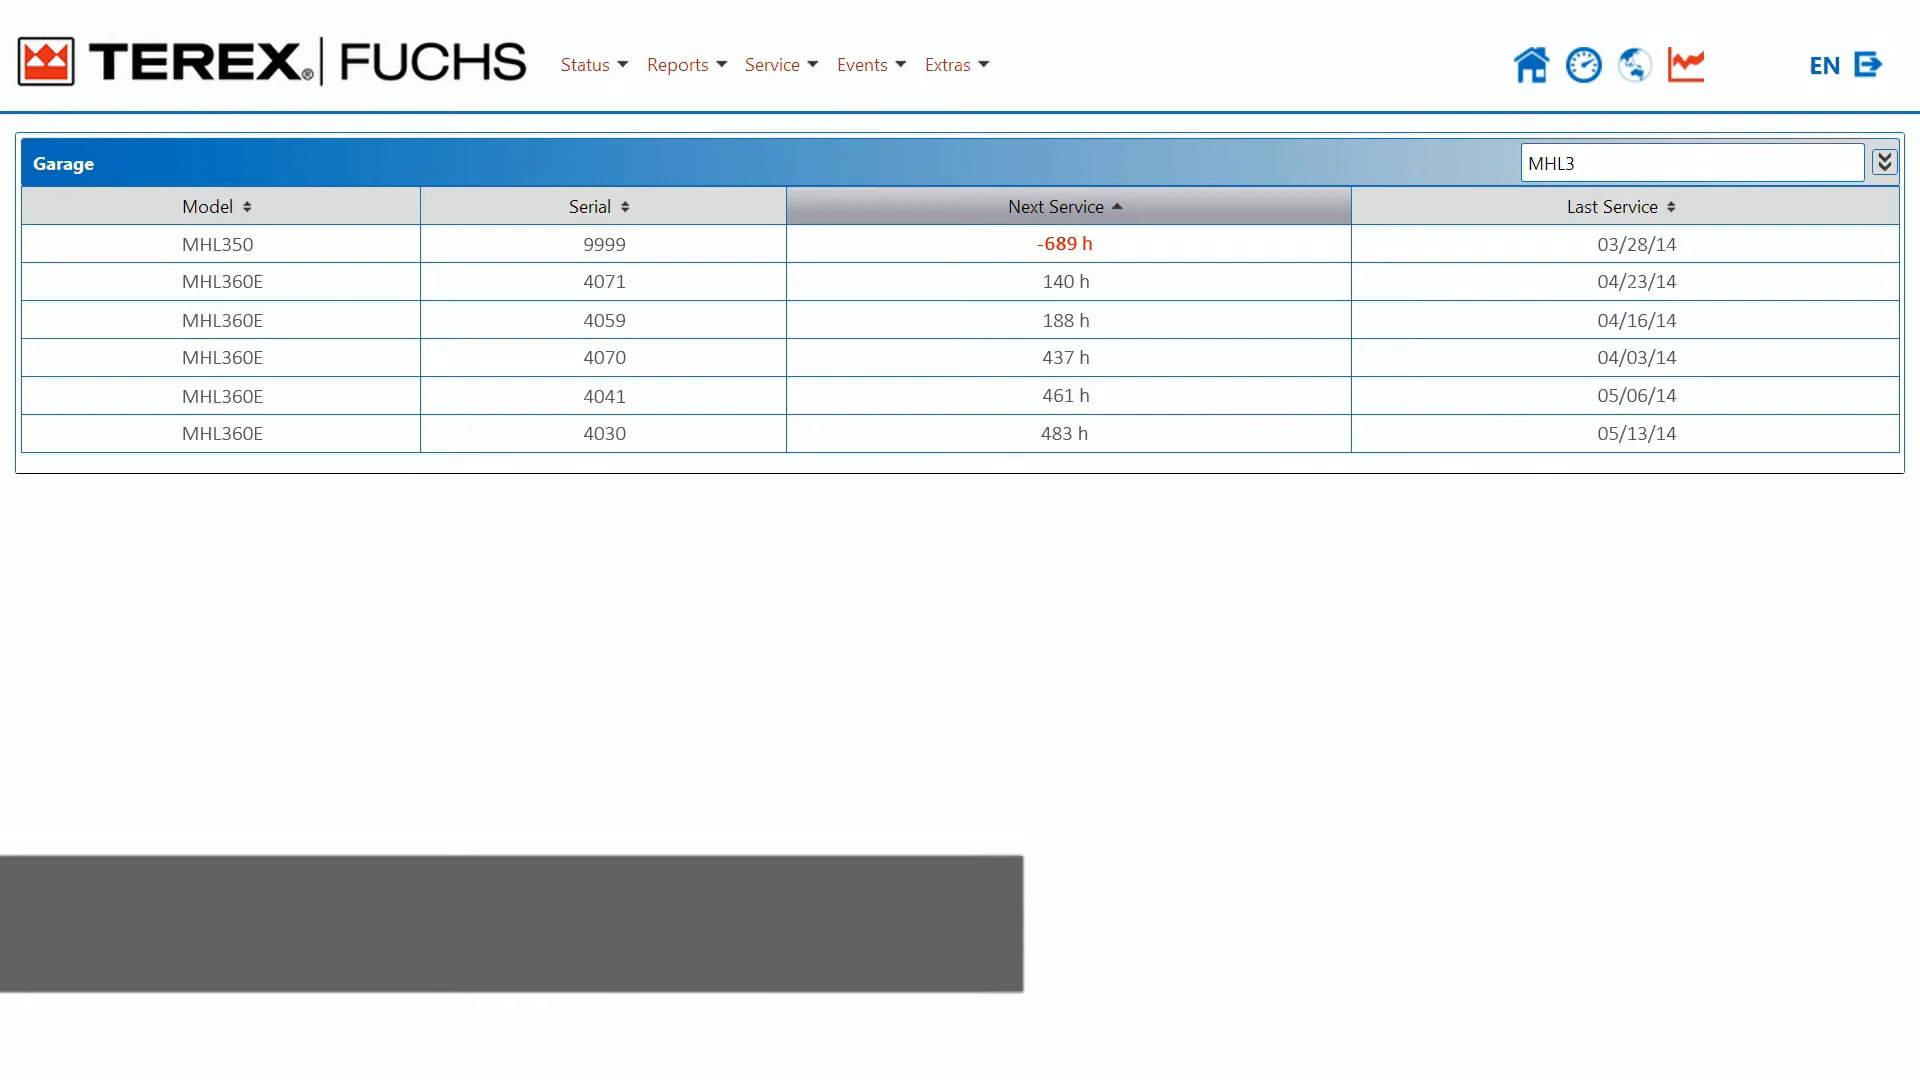 TEREX® | FUCHS Status Reports Service Events Extras EN
Garage MHL3
Model Serial Next Service Last Service
MHL350 9999 -689 h 03/28/14
MHL360E 4071 140 h 04/23/14
MHL360E 4059 188 h 04/16/14
MHL360E 4070 437 h 04/03/14
MHL360E 4041 461 h 05/06/14
MHL360E 4030 483 h 05/13/14